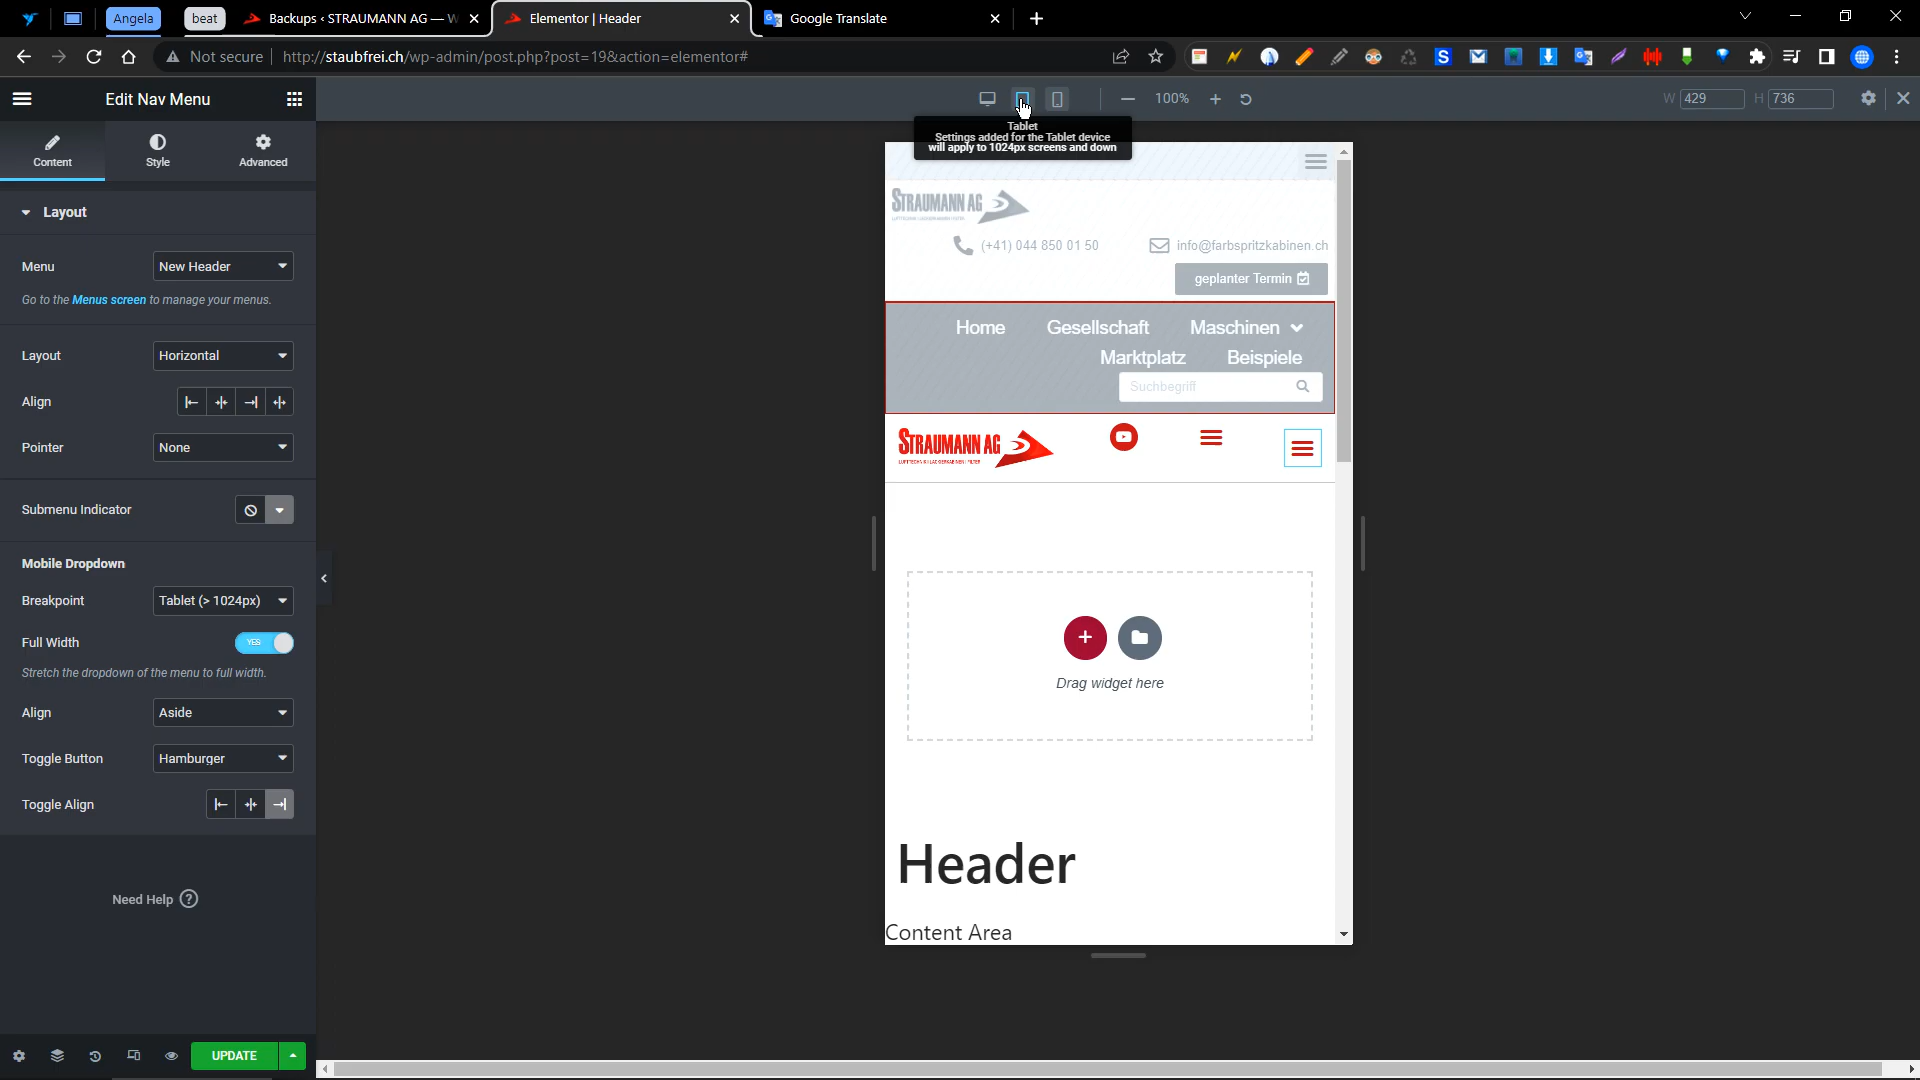 Angela
beat
Backups ‹ STRAUMANN AG — W
Elementor | Header
Google Translate
Not secure
http://staubfrei.ch/wp-admin/post.php?post=19&action=elementor#
Edit Nav Menu
100%
W 429
H 736
Tablet
Settings added for the Tablet device
will apply to 1024px screens and down
Content
Style
Advanced
Layout
Menu
New Header
Go to the Menus screen to manage your menus.
Layout
Horizontal
Align
Pointer
None
Submenu Indicator
Mobile Dropdown
Breakpoint
Tablet (> 1024px)
Full Width
YES
Stretch the dropdown of the menu to full width.
Align
Aside
Toggle Button
Hamburger
Toggle Align
Need Help
UPDATE
STRAUMANN AG
(+41) 044 850 01 50
info@farbspritzkabinen.ch
geplanter Termin
Home
Gesellschaft
Maschinen
Marktplatz
Beispiele
Suchbegriff
STRAUMANN AG
Drag widget here
Header
Content Area